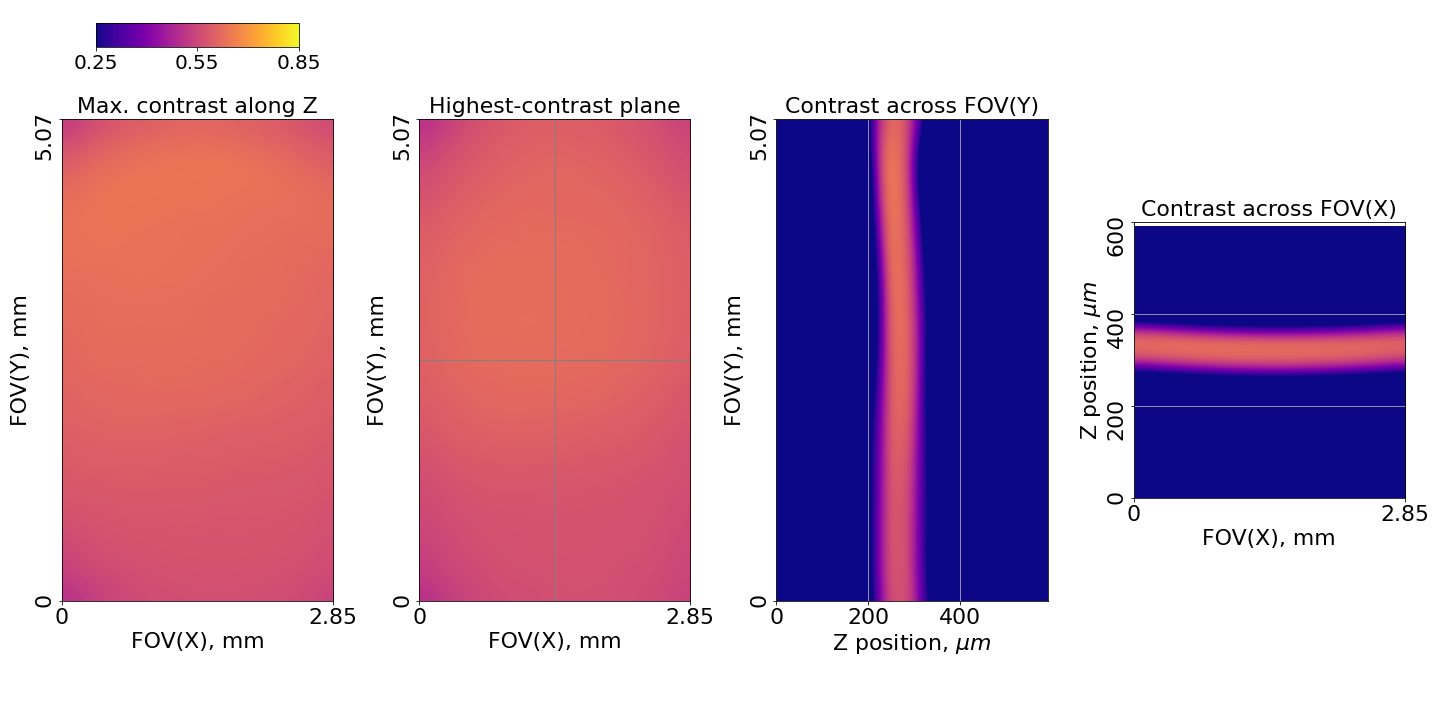 0.25 0.55 0.85
Max. contrast along Z
5.07
FOV(Y), mm
0
0 2.85
FOV(X), mm
Highest-contrast plane
5.07
FOV(Y), mm
0
0 2.85
FOV(X), mm
Contrast across FOV(Y)
5.07
FOV(Y), mm
0
0 200 400
Z position, μm
Contrast across FOV(X)
600
400
200
0
Z position, μm
0 2.85
FOV(X), mm